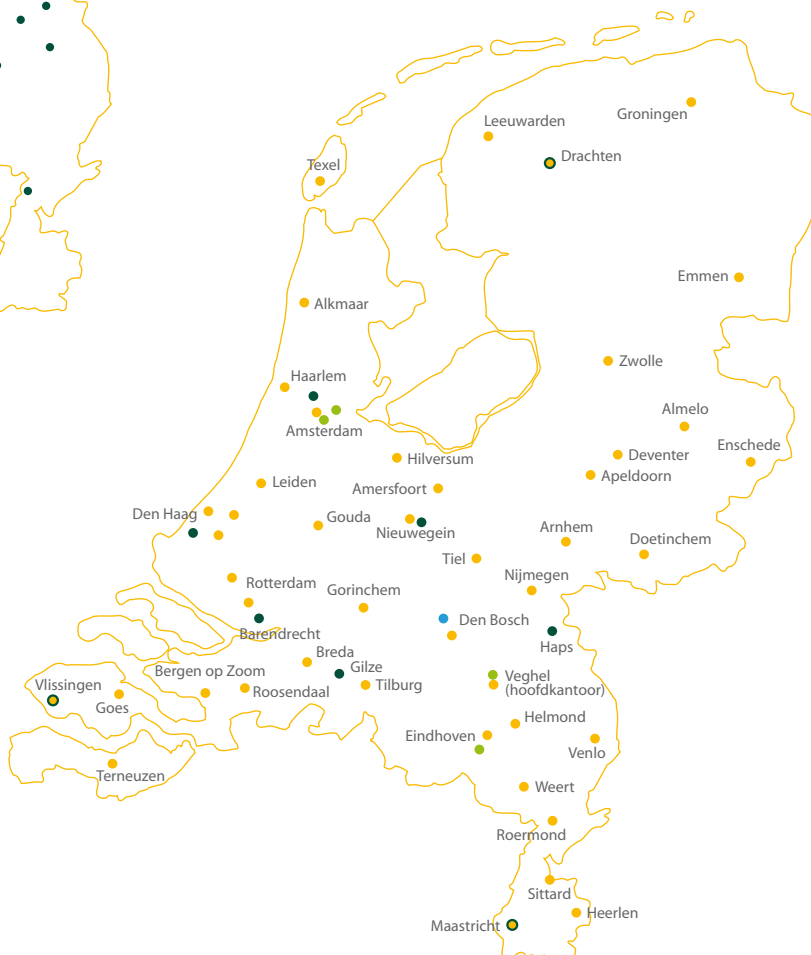 Leeuwarden
Groningen
Drachten
Texel
Emmen
Alkmaar
Zwolle
Haarlem
Almelo
Amsterdam
Enschede
Deventer
Hilversum
Apeldoorn
Leiden
Amersfoort
Den Haag
Gouda
Nieuwegein
Arnhem
Doetinchem
Tiel
Nijmegen
Rotterdam
Gorinchem
Den Bosch
Barendrecht
Haps
Breda
Gilze
Bergen op Zoom
Veghel
(hoofdkantoor)
Vlissingen
Roosendaal
Tilburg
Goes
Helmond
Eindhoven
Venlo
Terneuzen
Weert
Roermond
Sittard
Heerlen
Maastricht